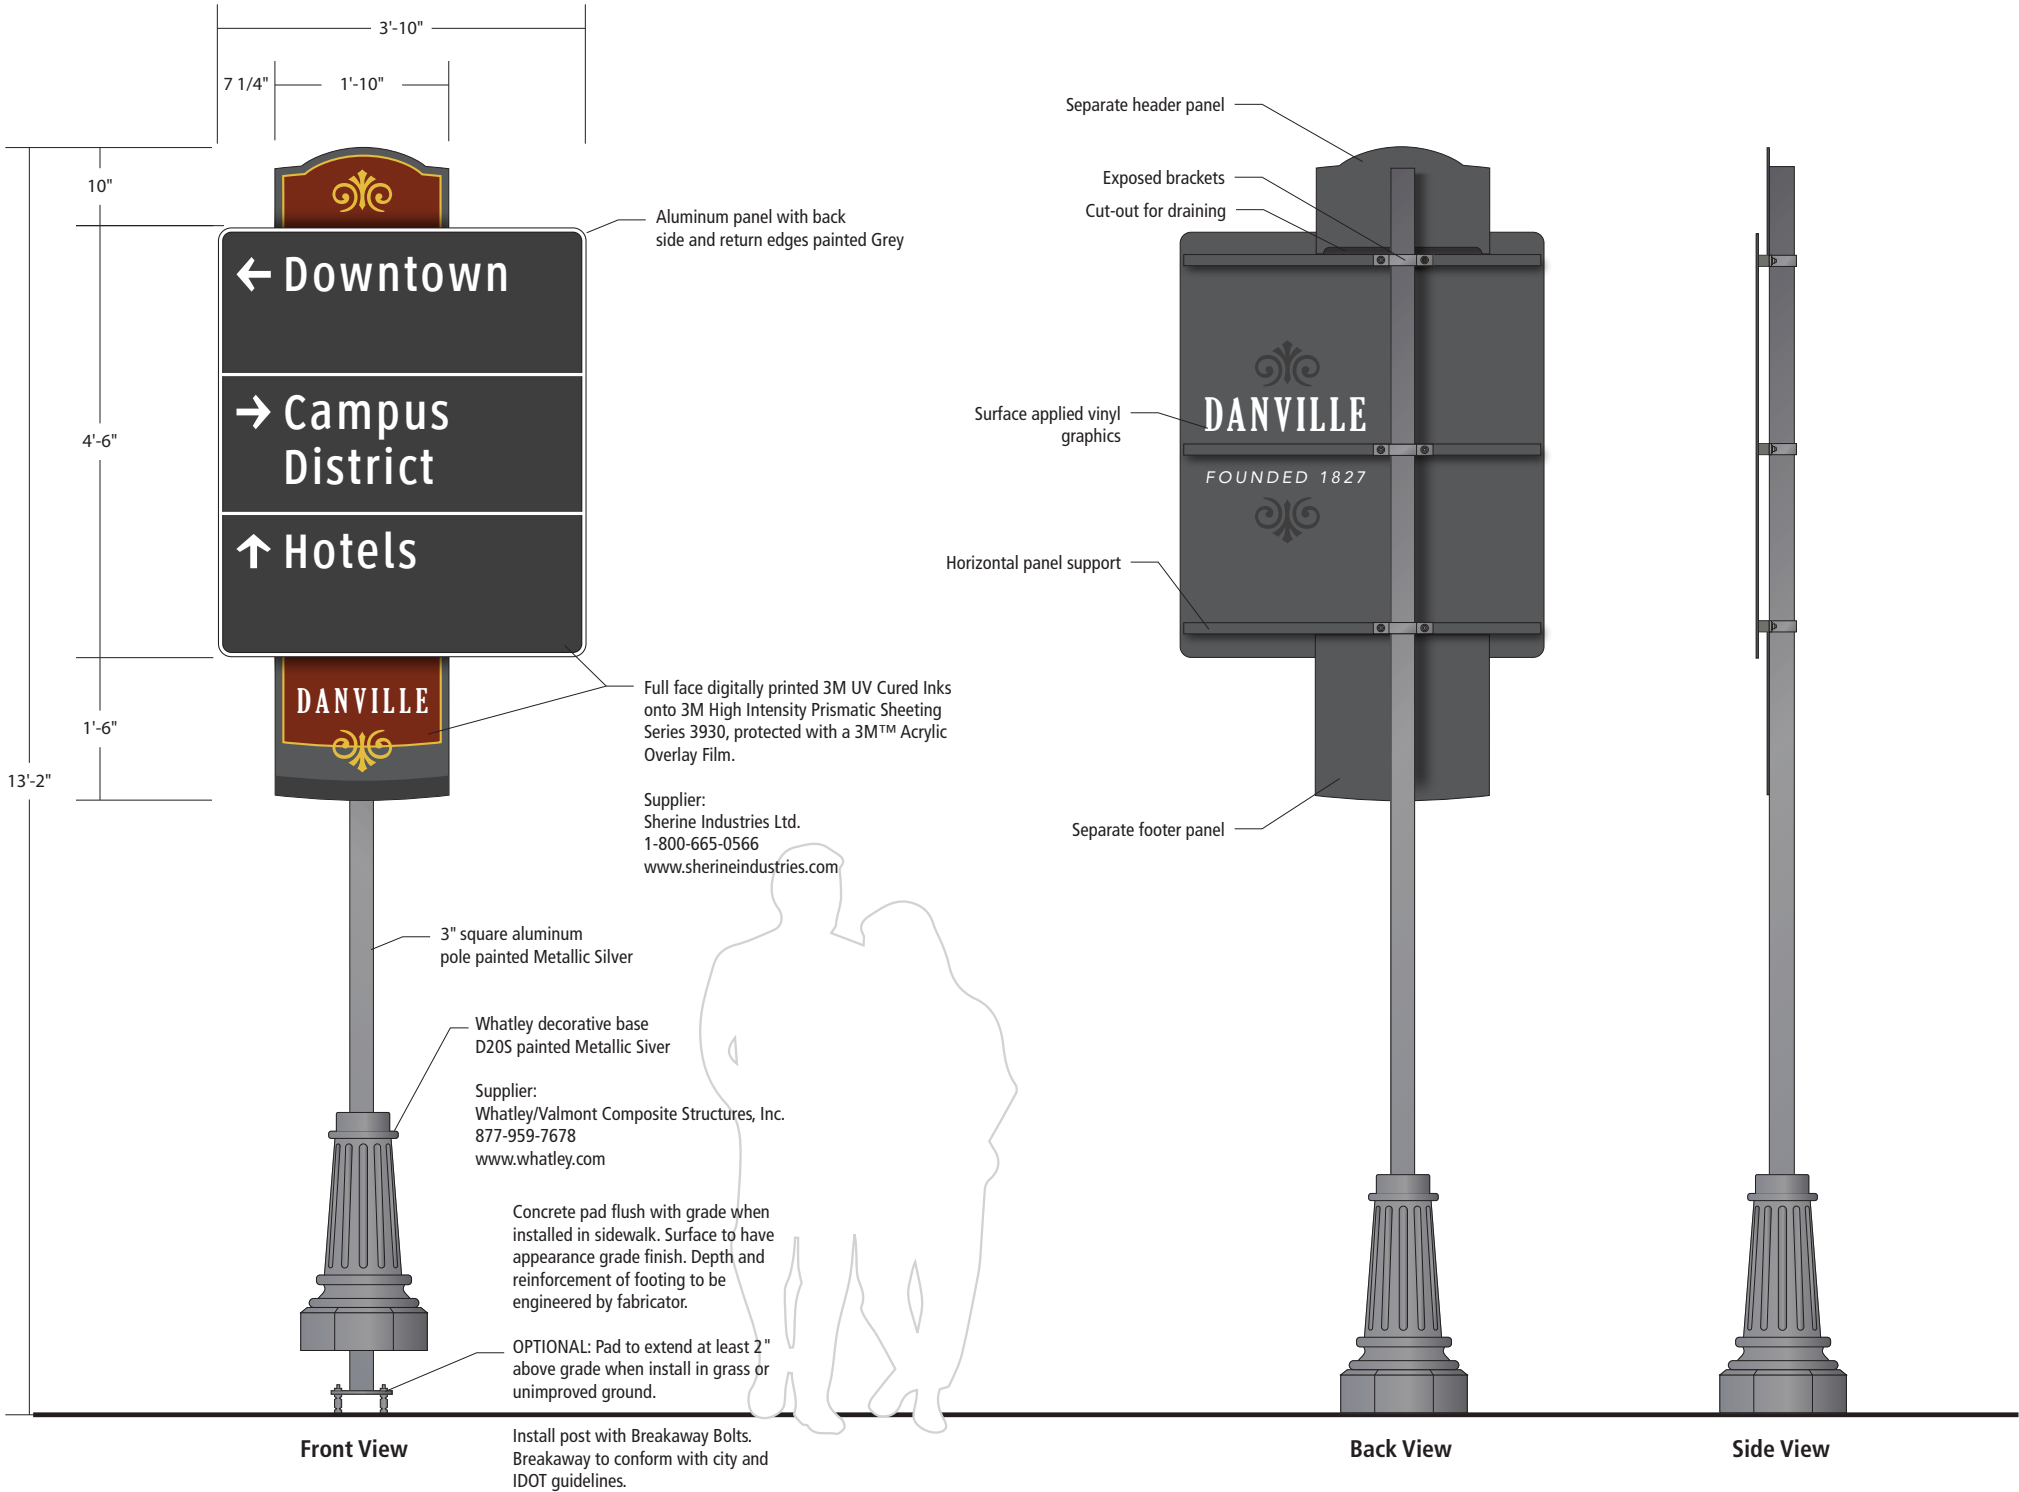 3'-10"
7 1/4"
1'-10"
10"
4'-6"
1'-6"
13'-2"
← Downtown
→ Campus
District
↑ Hotels
DANVILLE
Aluminum panel with back
side and return edges painted Grey
Full face digitally printed 3M UV Cured Inks
onto 3M High Intensity Prismatic Sheeting
Series 3930, protected with a 3M™ Acrylic
Overlay Film.
Supplier:
Sherine Industries Ltd.
1-800-665-0566
www.sherineindustries.com
3" square aluminum
pole painted Metallic Silver
Whatley decorative base
D20S painted Metallic Siver
Supplier:
Whatley/Valmont Composite Structures, Inc.
877-959-7678
www.whatley.com
Concrete pad flush with grade when
installed in sidewalk. Surface to have
appearance grade finish. Depth and
reinforcement of footing to be
engineered by fabricator.
OPTIONAL: Pad to extend at least 2"
above grade when install in grass or
unimproved ground.
Install post with Breakaway Bolts.
Breakaway to conform with city and
IDOT guidelines.
Front View
Separate header panel
Exposed brackets
Cut-out for draining
Surface applied vinyl
graphics
DANVILLE
FOUNDED 1827
Horizontal panel support
Separate footer panel
Back View
Side View